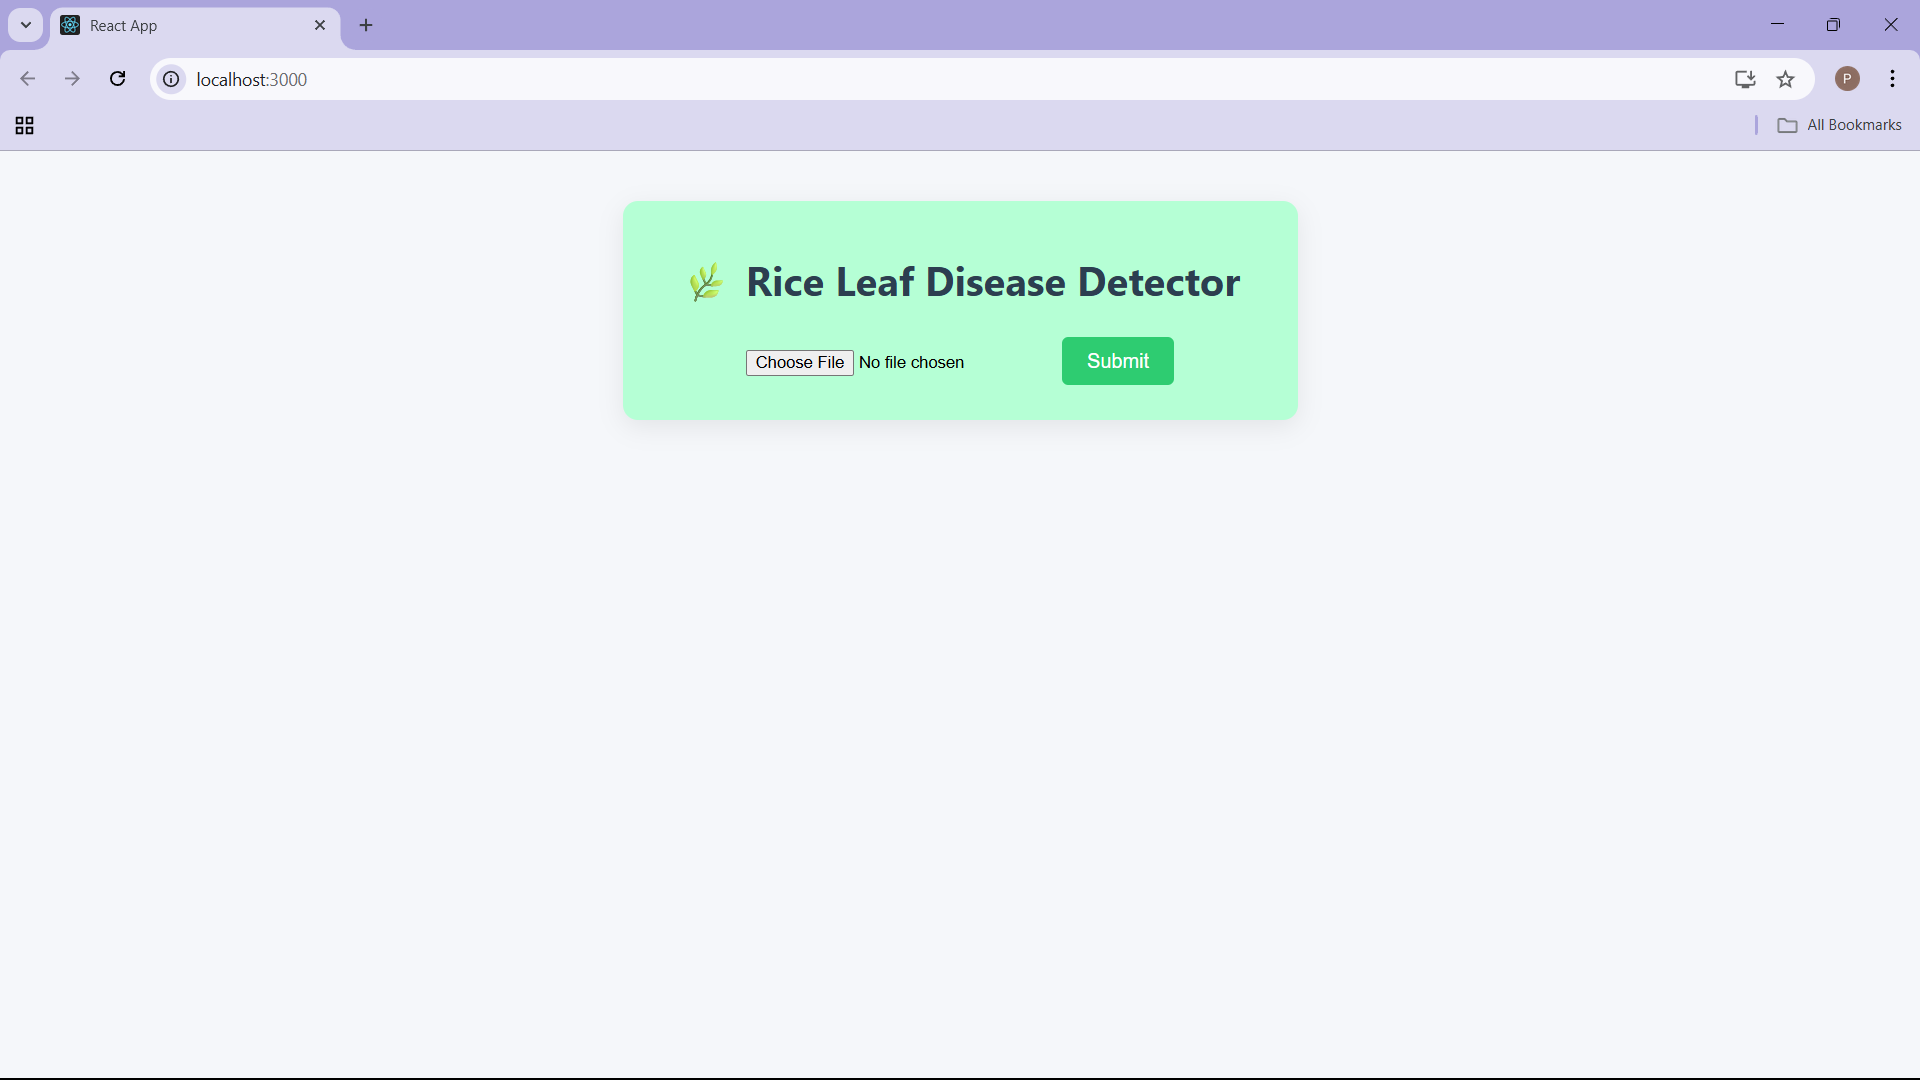 React App
localhost:3000
P
All Bookmarks
🌿 Rice Leaf Disease Detector
Choose File No file chosen
Submit